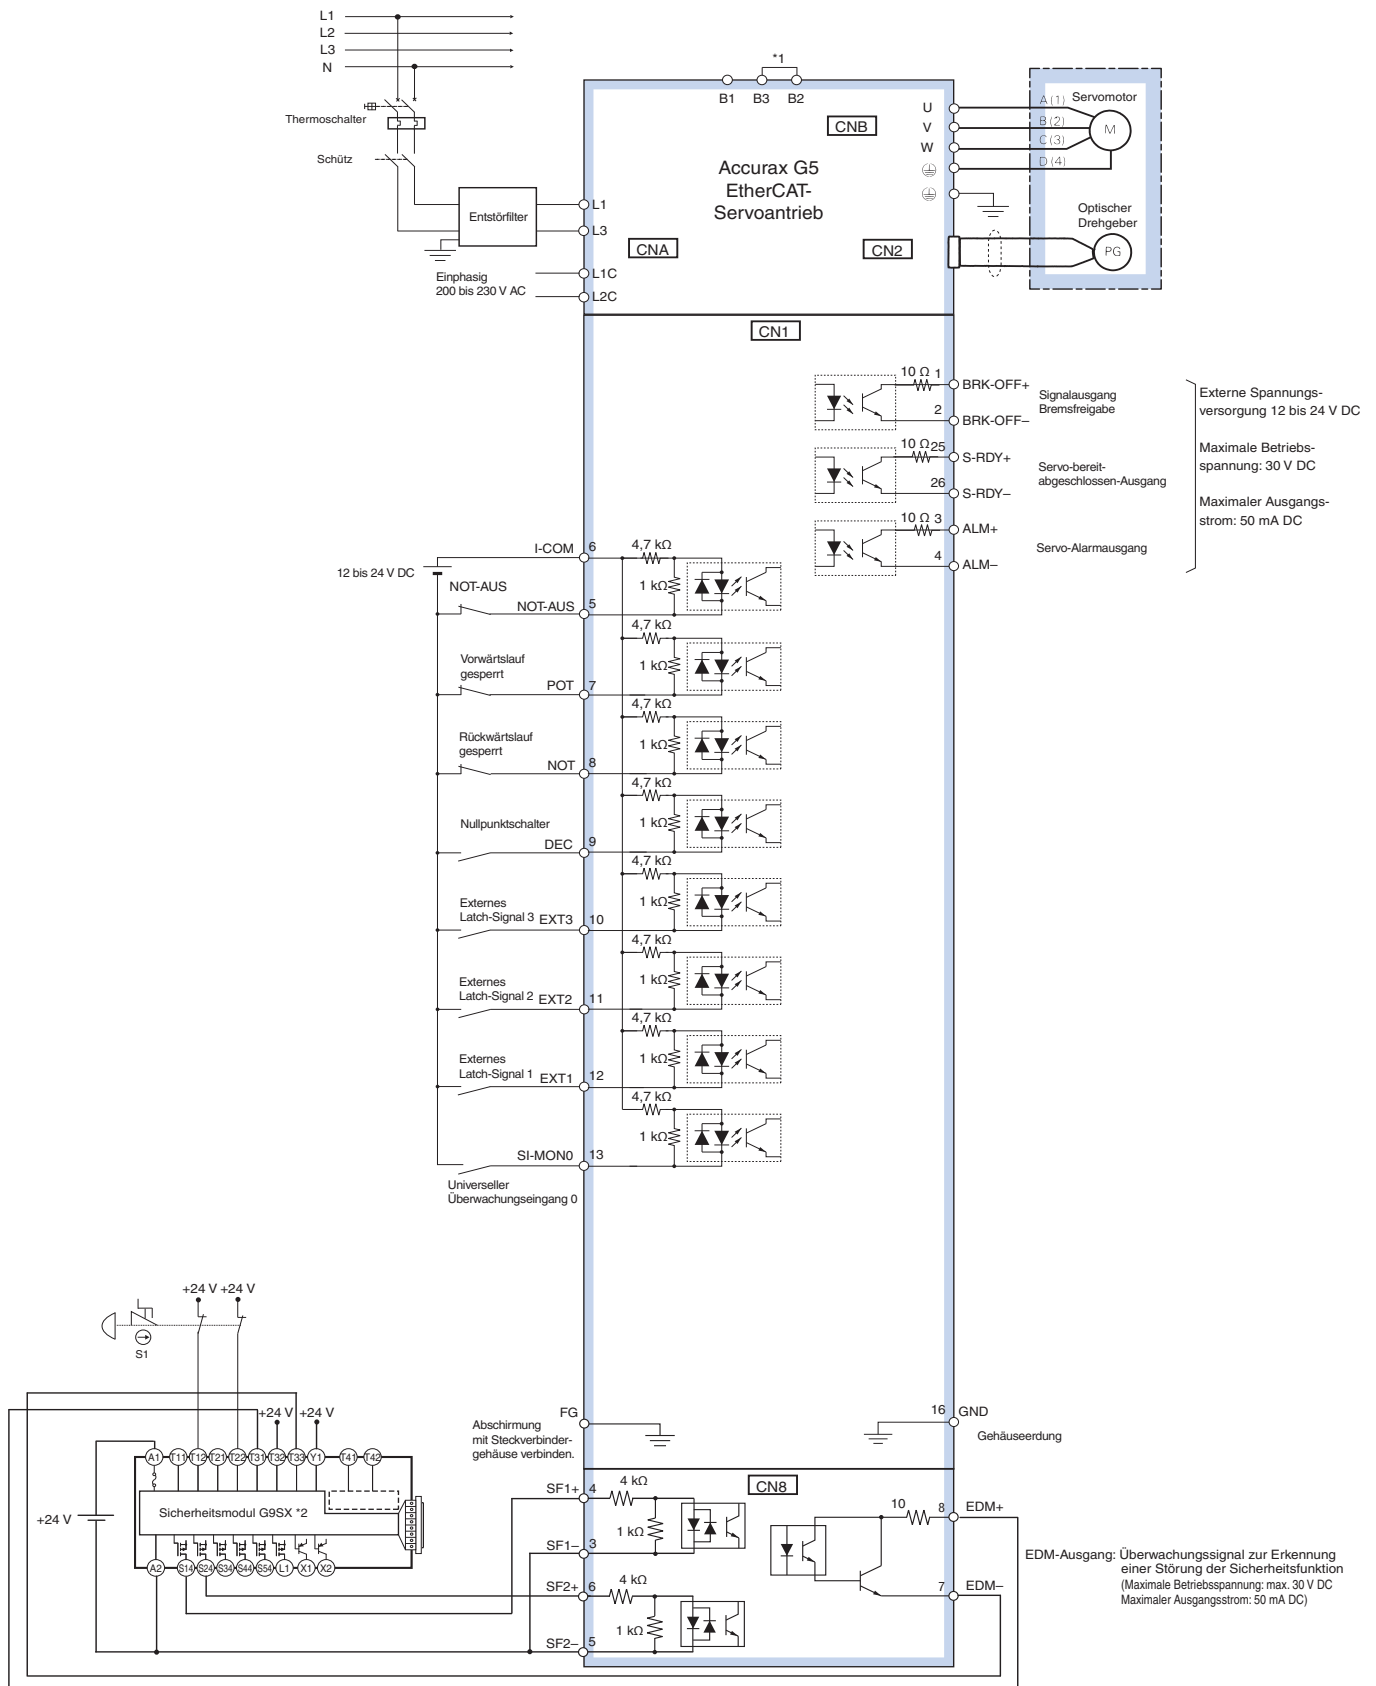 L1
L2
L3
N
Thermoschalter
Schütz
Entstörfilter
Einphasig
200 bis 230 V AC
*1
B1 B3 B2
CNB
Accurax G5
EtherCAT-
Servoantrieb
CNA
CN2
L1
L3
L1C
L2C
U
V
W
A (1)
B (2)
C (3)
D (4)
Servomotor
M
Optischer
Drehgeber
PG
CN1
10 Ω 1
BRK-OFF+
2
BRK-OFF–
Signalausgang
Bremsfreigabe
10 Ω 25
S-RDY+
26
S-RDY–
Servo-bereit-
abgeschlossen-Ausgang
10 Ω 3
ALM+
4
ALM–
Servo-Alarmausgang
Externe Spannungs-
versorgung 12 bis 24 V DC
Maximale Betriebs-
spannung: 30 V DC
Maximaler Ausgangs-
strom: 50 mA DC
12 bis 24 V DC
I-COM 6
4,7 kΩ
1 kΩ
NOT-AUS
NOT-AUS 5
4,7 kΩ
1 kΩ
Vorwärtslauf
gesperrt
POT 7
4,7 kΩ
1 kΩ
Rückwärtslauf
gesperrt
NOT 8
4,7 kΩ
1 kΩ
Nullpunktschalter
DEC 9
4,7 kΩ
1 kΩ
Externes
Latch-Signal 3 EXT3 10
4,7 kΩ
1 kΩ
Externes
Latch-Signal 2 EXT2 11
4,7 kΩ
1 kΩ
Externes
Latch-Signal 1 EXT1 12
4,7 kΩ
1 kΩ
SI-MON0 13
Universeller
Überwachungseingang 0
+24 V +24 V
S1
+24 V +24 V
A1 T11 T12 T21 T22 T31 T32 T33 Y1 T41 T42
Sicherheitsmodul G9SX *2
+24 V
A2 S14 S24 S34 S44 S54 L1 X1 X2
FG
Abschirmung
mit Steckverbinder-
gehäuse verbinden.
16 GND
Gehäuseerdung
CN8
SF1+ 4
4 kΩ
1 kΩ
SF1– 3
SF2+ 6
4 kΩ
1 kΩ
SF2– 5
10 8 EDM+
7 EDM–
EDM-Ausgang: Überwachungssignal zur Erkennung
einer Störung der Sicherheitsfunktion
(Maximale Betriebsspannung: max. 30 V DC
Maximaler Ausgangsstrom: 50 mA DC)